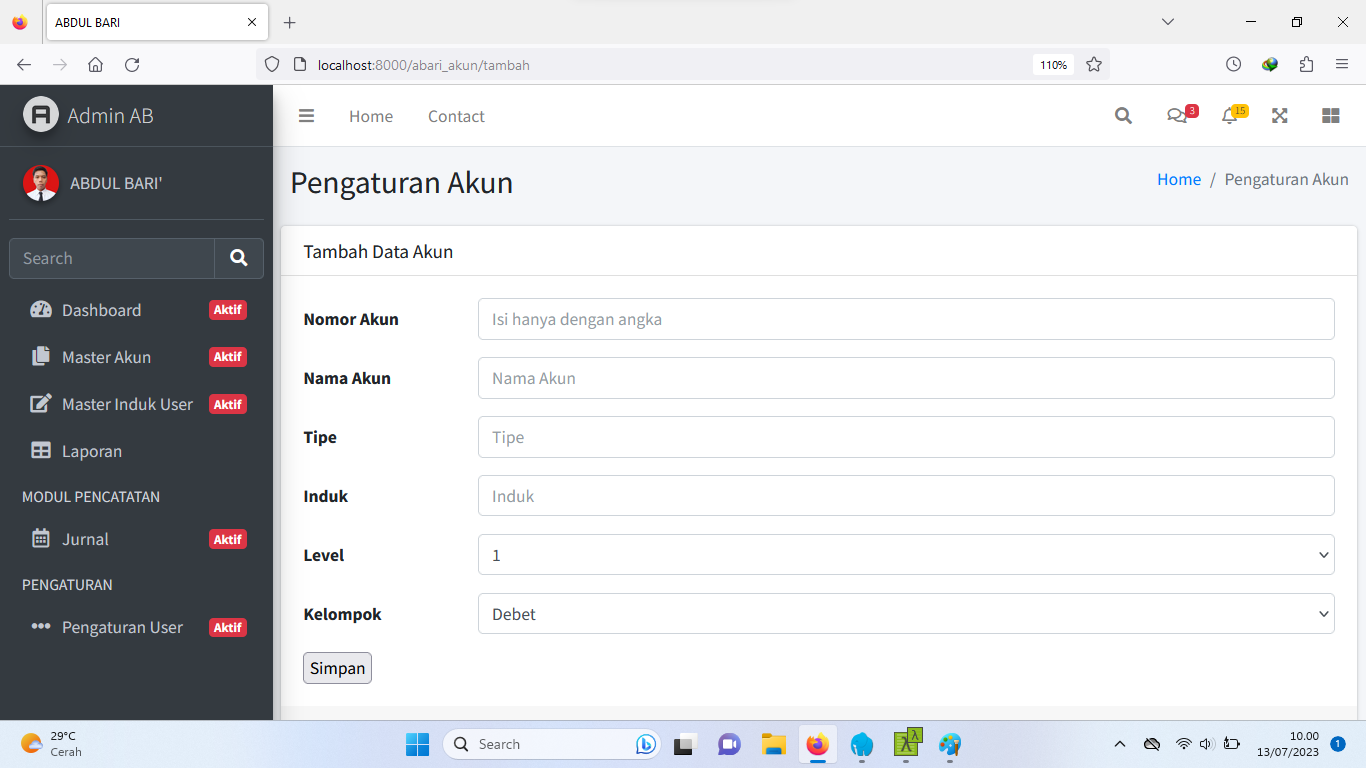 ABDUL BARI
localhost:8000/abari_akun/tambah
110%
Admin AB
Home
Contact
3
15
ABDUL BARI'
Pengaturan Akun
Home / Pengaturan Akun
Search
Dashboard Aktif
Master Akun Aktif
Master Induk User Aktif
Laporan
MODUL PENCATATAN
Jurnal Aktif
PENGATURAN
Pengaturan User Aktif
Tambah Data Akun
Nomor Akun Isi hanya dengan angka
Nama Akun Nama Akun
Tipe Tipe
Induk Induk
Level 1
Kelompok Debet
Simpan
29°C
Cerah
Search
λ λ
10.00
13/07/2023
1